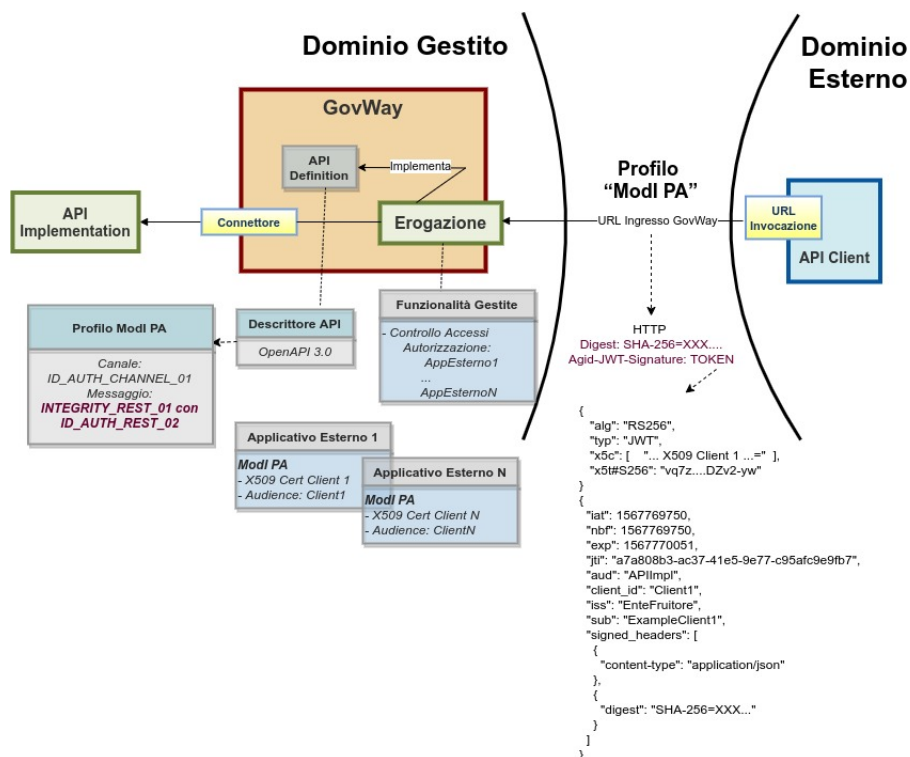 Dominio Gestito
Dominio
Esterno
GovWay
API
Definition
Implementa
Profilo
“ModI PA”
API
Implementation
Connettore
Erogazione
URL Ingresso GovWay
URL
Invocazione
API Client
Profilo ModI PA
Canale:
ID_AUTH_CHANNEL_01
Messaggio:
INTEGRITY_REST_01 con
ID_AUTH_REST_02
Descrittore API
OpenAPI 3.0
Funzionalità Gestite
- Controllo Accessi
Autorizzazione:
AppEsterno1
...
AppEsternoN
HTTP
Digest: SHA-256=XXX....
Agid-JWT-Signature: TOKEN
Applicativo Esterno 1
ModI PA
- X509 Cert Client 1
- Audience: Client1
Applicativo Esterno N
ModI PA
- X509 Cert Client N
- Audience: ClientN
{
"alg": "RS256",
"typ": "JWT",
"x5c": [ "... X509 Client 1 ...=" ],
"x5t#S256": "vq7z....DZv2-yw"
}
{
"iat": 1567769750,
"nbf": 1567769750,
"exp": 1567770051,
"jti": "a7a808b3-ac37-41e5-9e77-c95afc9e9fb7",
"aud": "APIImpl",
"client_id": "Client1",
"iss": "EnteFruitore",
"sub": "ExampleClient1",
"signed_headers": [
{
"content-type": "application/json"
},
{
"digest": "SHA-256=XXX..."
}
]
}